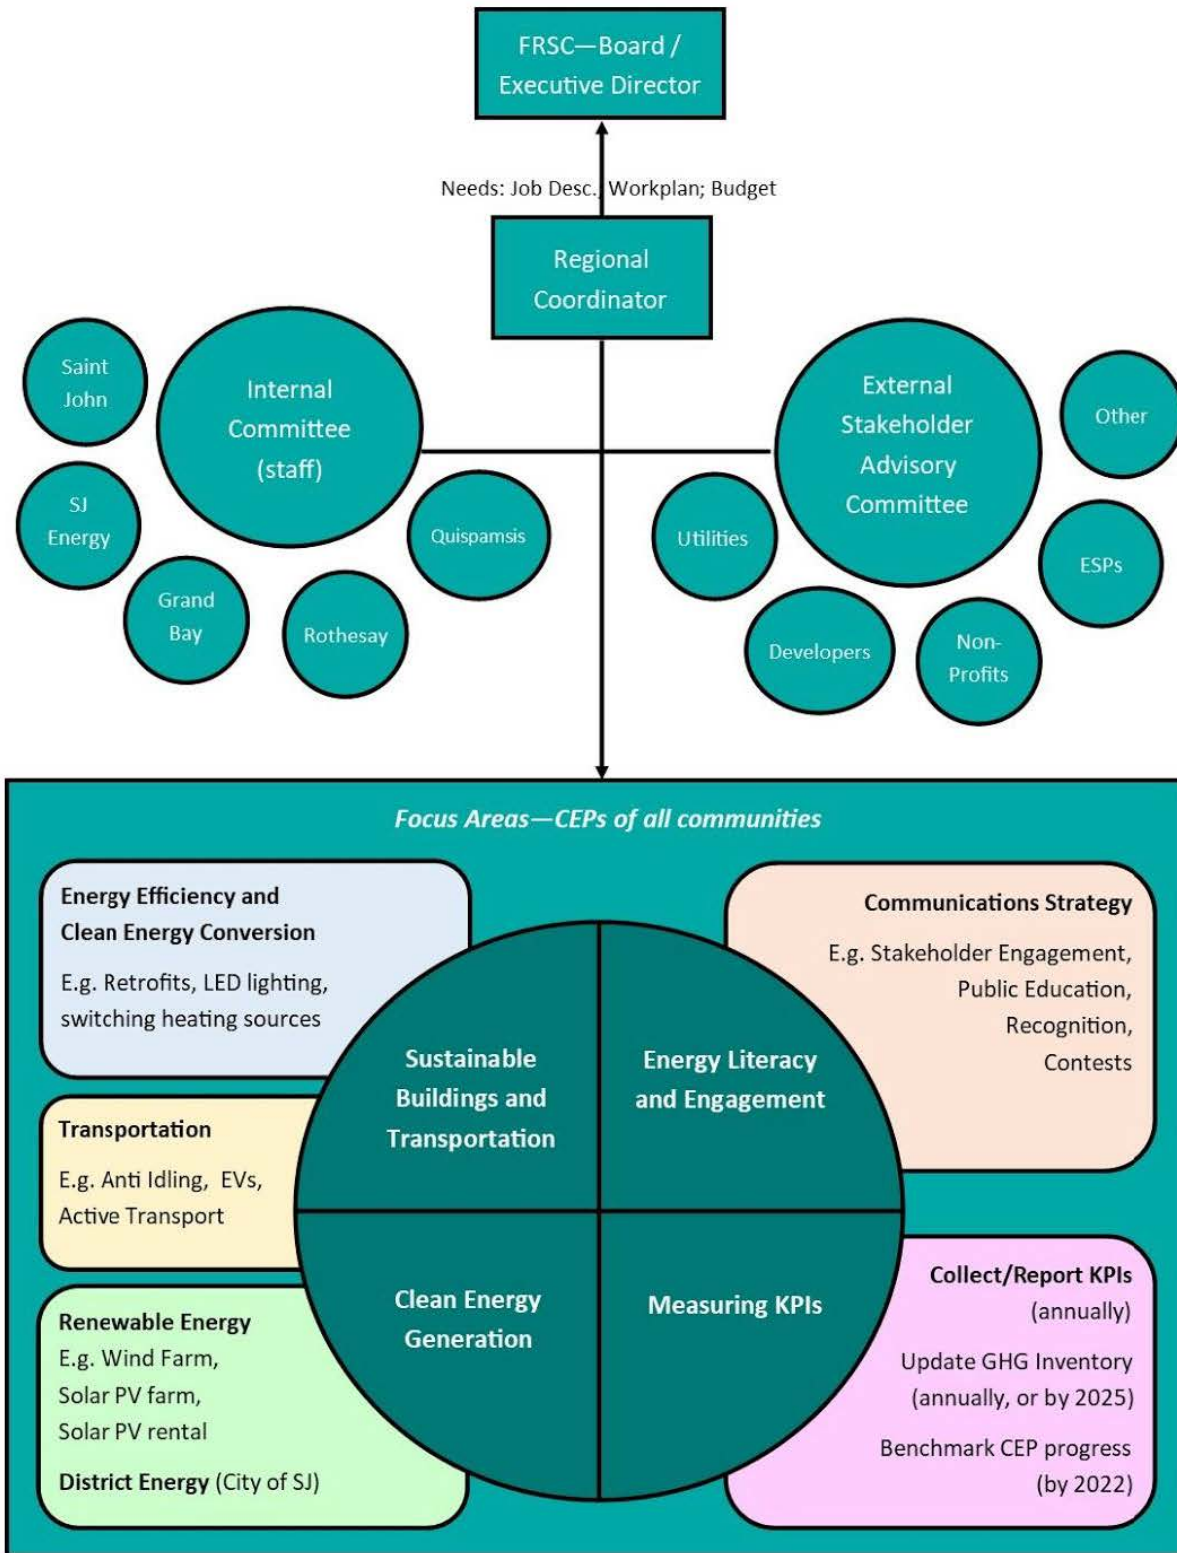 FRSC—Board /
Executive Director
Needs: Job Desc.; Workplan; Budget
Regional
Coordinator
Saint
John
SJ
Energy
Grand
Bay
Rothesay
Quispamsis
Internal
Committee
(staff)
External
Stakeholder
Advisory
Committee
Utilities
Developers
Non-
Profits
ESPs
Other
Focus Areas—CEPs of all communities
Energy Efficiency and
Clean Energy Conversion
E.g. Retrofits, LED lighting,
switching heating sources
Transportation
E.g. Anti Idling, EVs,
Active Transport
Renewable Energy
E.g. Wind Farm,
Solar PV farm,
Solar PV rental
District Energy (City of SJ)
Sustainable
Buildings and
Transportation
Energy Literacy
and Engagement
Clean Energy
Generation
Measuring KPIs
Communications Strategy
E.g. Stakeholder Engagement,
Public Education,
Recognition,
Contests
Collect/Report KPIs
(annually)
Update GHG Inventory
(annually, or by 2025)
Benchmark CEP progress
(by 2022)